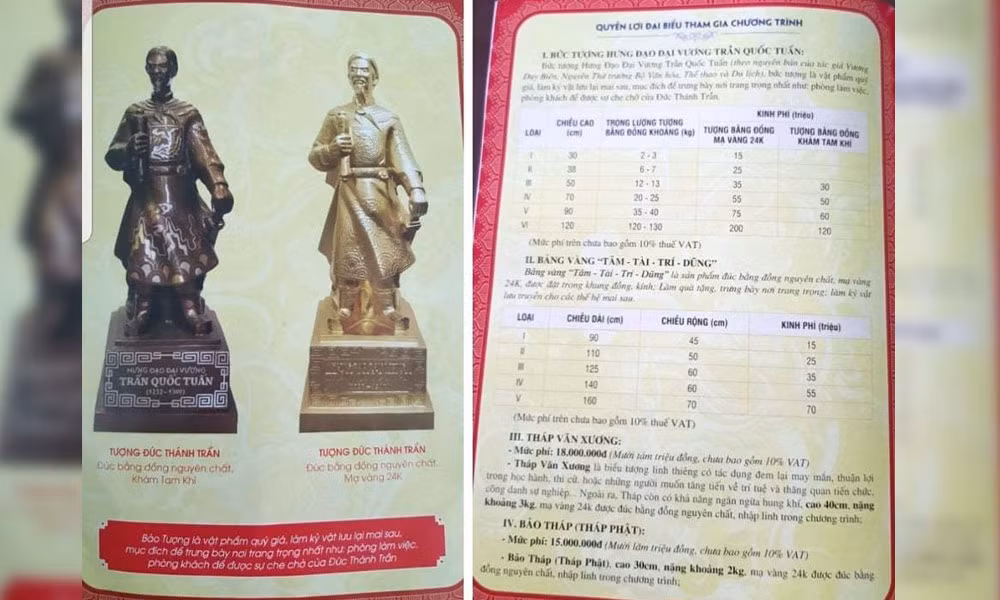 HƯNG ĐẠO ĐẠI VƯƠNG
TRẦN QUỐC TUẤN
TƯỢNG ĐỨC THÁNH TRẦN
Đúc bằng đồng nguyên chất,
Khảm Tam Khí
TƯỢNG ĐỨC THÁNH TRẦN
Đúc bằng đồng nguyên chất
Mạ vàng 24K
Bảo Tượng là vật phẩm quý giá, làm kỷ vật lưu lại mai sau,
mục đích để trưng bày nơi trang trọng nhất như: phòng làm việc,
phòng khách để được sự che chở của Đức Thánh Trần
QUYỀN LỢI ĐẠI BIỂU THAM GIA CHƯƠNG TRÌNH
I. BỨC TƯỢNG HƯNG ĐẠO ĐẠI VƯƠNG TRẦN QUỐC TUẤN:
Bức tượng Hưng Đạo Đại Vương Trần Quốc Tuấn (theo nguyên bản của tác giả Vương
Duy Biên, Nguyên Thứ trưởng Bộ Văn hóa, Thể thao và Du lịch), bức tượng là vật phẩm quý
giá, làm kỷ vật lưu lại mai sau, mục đích để trưng bày nơi trang trọng nhất như: phòng làm việc,
phòng khách để được sự che chở của Đức Thánh Trần.
LOẠI CHIỀU CAO (cm) TRỌNG LƯỢNG TƯỢNG BẰNG ĐỒNG KHOẢNG (kg) KINH PHÍ (triệu)
TƯỢNG BẰNG ĐỒNG MẠ VÀNG 24K TƯỢNG BẰNG ĐỒNG KHẢM TAM KHÍ
I 30 2 - 3 15
II 38 6 - 7 25
III 50 12 - 13 35 30
IV 70 20 - 25 55 50
V 90 35 - 40 75 60
VI 120 120 - 130 200 120
(Mức phí trên chưa bao gồm 10% thuế VAT)
II. BẢNG VÀNG “TÂM - TÀI - TRÍ - DŨNG”
Bảng vàng “Tâm - Tài - Trí - Dũng” là sản phẩm đúc bằng đồng nguyên chất, mạ vàng
24K, được đặt trong khung đồng, kính; Làm quà tặng, trưng bày nơi trang trọng; làm kỷ vật
lưu truyền cho các thế hệ mai sau.
LOẠI CHIỀU DÀI (cm) CHIỀU RỘNG (cm) KINH PHÍ (triệu)
I 90 45 15
II 110 50 25
III 125 60 35
IV 140 60 55
V 160 70 70
(Mức phí trên chưa bao gồm 10% thuế VAT)
III. THÁP VĂN XƯƠNG:
- Mức phí: 18.000.000đ (Mười tám triệu đồng, chưa bao gồm 10% VAT)
- Tháp Văn Xương là biểu tượng linh thiêng có tác dụng đem lại may mắn, thuận lợi
trong học hành, thi cử, hoặc những người muốn tăng tiến về trí tuệ và thăng quan tiến chức,
công danh sự nghiệp... Ngoài ra, Tháp còn có khả năng ngăn ngừa hung khí, cao 40cm, nặng
khoảng 3kg, mạ vàng 24k được đúc bằng đồng nguyên chất, nhập linh trong chương trình;
IV. BẢO THÁP (THÁP PHẬT):
- Mức phí: 15.000.000đ (Mười lăm triệu đồng, chưa bao gồm 10% VAT)
- Bảo Tháp (Tháp Phật), cao 30cm, nặng khoảng 2kg, mạ vàng 24k được đúc bằng
đồng nguyên chất, nhập linh trong chương trình;